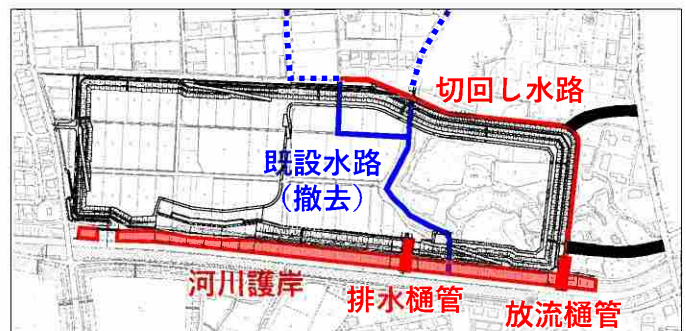 切回し水路
既設水路
（撤去）
河川護岸
排水樋管
放流樋管